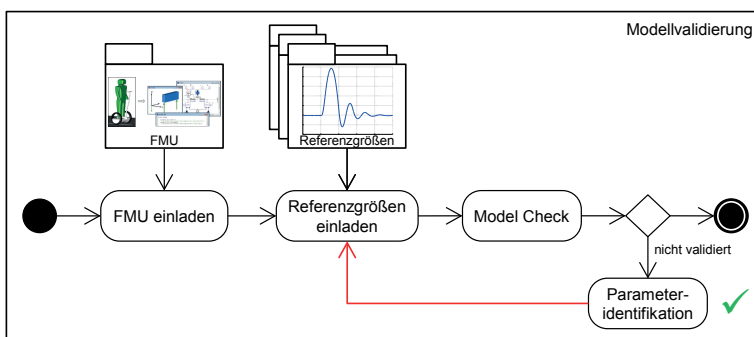 Modellvalidierung
FMU
Referenzgrößen
FMU einladen
Referenzgrößen
einladen
Model Check
nicht validiert
Parameter-
identifikation